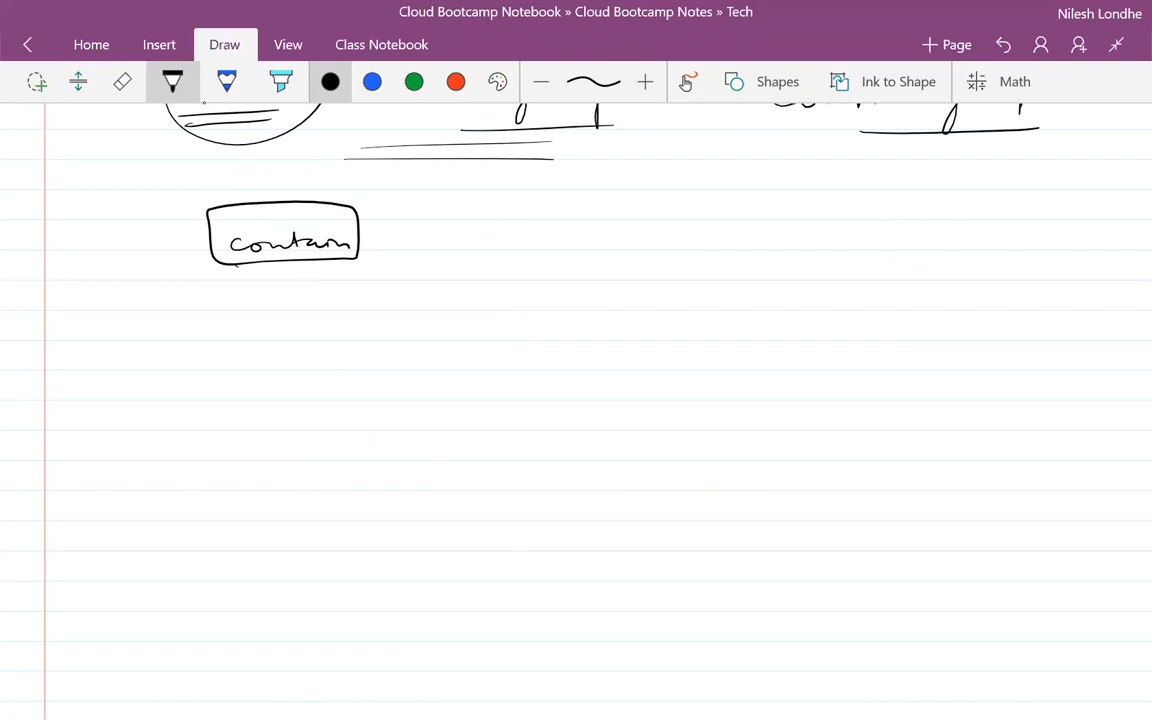 Cloud Bootcamp Notebook » Cloud Bootcamp Notes » Tech
Nilesh Londhe
Home Insert Draw View Class Notebook Page
Shapes Ink to Shape Math
contain